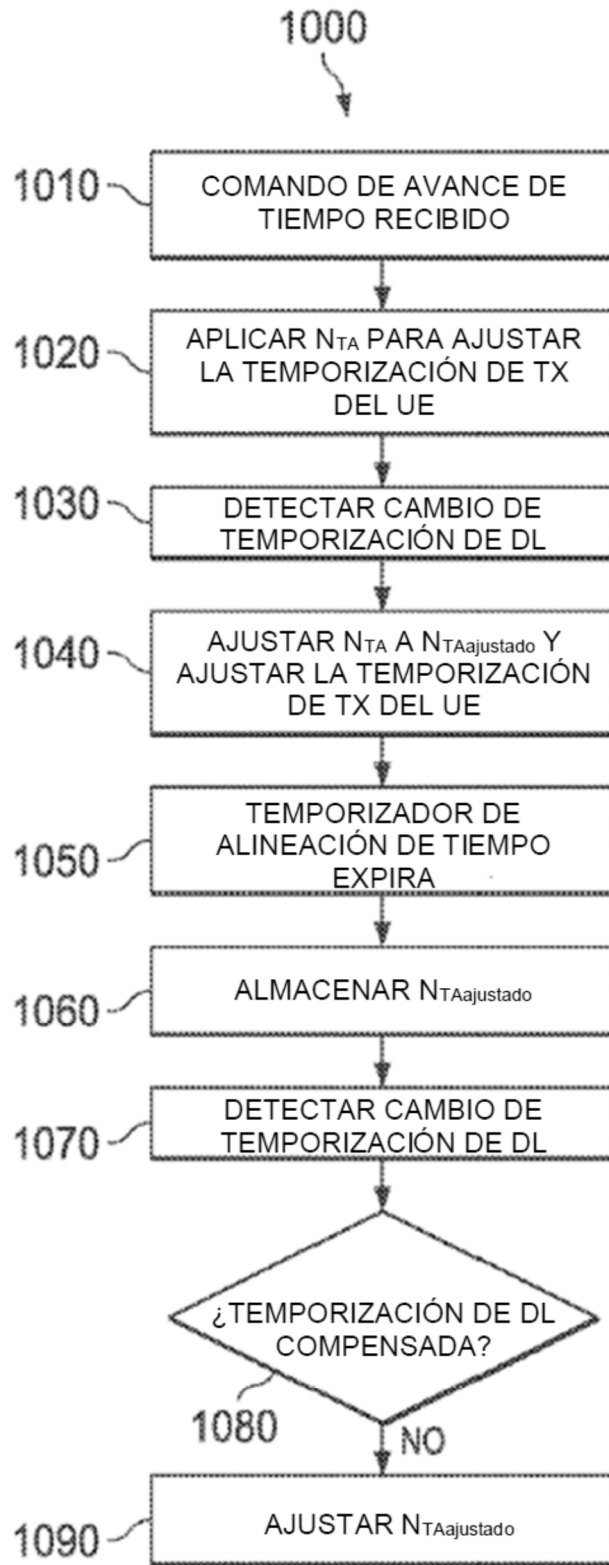 1000
1010
COMANDO DE AVANCE DE
TIEMPO RECIBIDO
1020
APLICAR NTA PARA AJUSTAR
LA TEMPORIZACIÓN DE TX
DEL UE
1030
DETECTAR CAMBIO DE
TEMPORIZACIÓN DE DL
1040
AJUSTAR NTA A NTAajustado Y
AJUSTAR LA TEMPORIZACIÓN
DE TX DEL UE
1050
TEMPORIZADOR DE
ALINEACIÓN DE TIEMPO
EXPIRA
1060
ALMACENAR NTAajustado
1070
DETECTAR CAMBIO DE
TEMPORIZACIÓN DE DL
¿TEMPORIZACIÓN DE DL
COMPENSADA?
1080
NO
1090
AJUSTAR NTAajustado